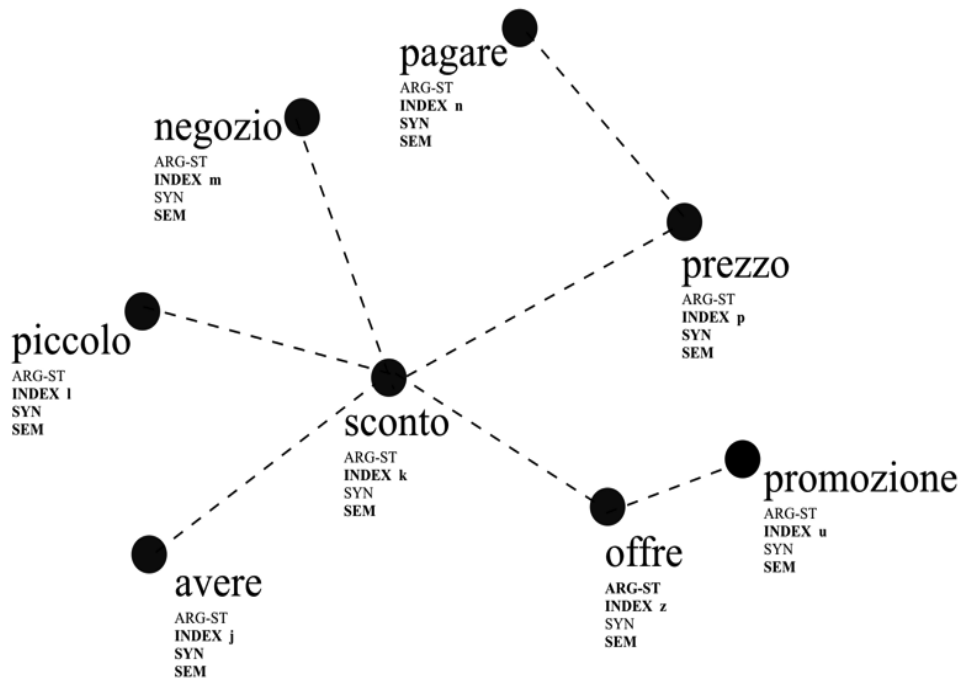 pagare
ARG-ST
INDEX n
SYN
SEM
negozio
ARG-ST
INDEX m
SYN
SEM
prezzo
ARG-ST
INDEX p
SYN
SEM
piccolo
ARG-ST
INDEX l
SYN
SEM
sconto
ARG-ST
INDEX k
SYN
SEM
promozione
ARG-ST
INDEX u
SYN
SEM
offre
ARG-ST
INDEX z
SYN
SEM
avere
ARG-ST
INDEX j
SYN
SEM